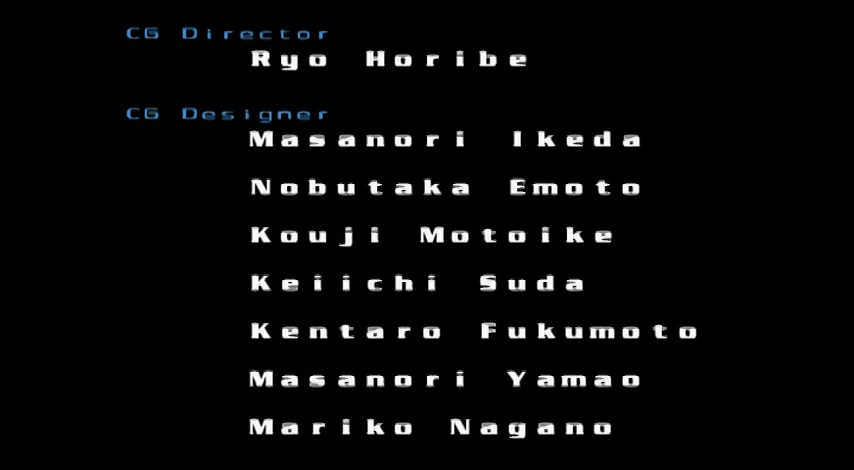 CG Director
Ryo Horibe
CG Designer
Masanori Ikeda
Nobutaka Emoto
Kouji Motoike
Keiichi Suda
Kentaro Fukumoto
Masanori Yamao
Mariko Nagano